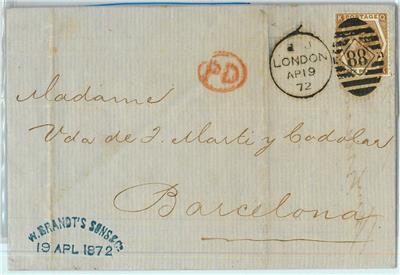 POSTAGE
PD
LONDON
AP 19
72
88
Madame
Vda de J. Marti y Codolar
Barcelona
W. BRANDT'S SONS & Co.
19 APL 1872